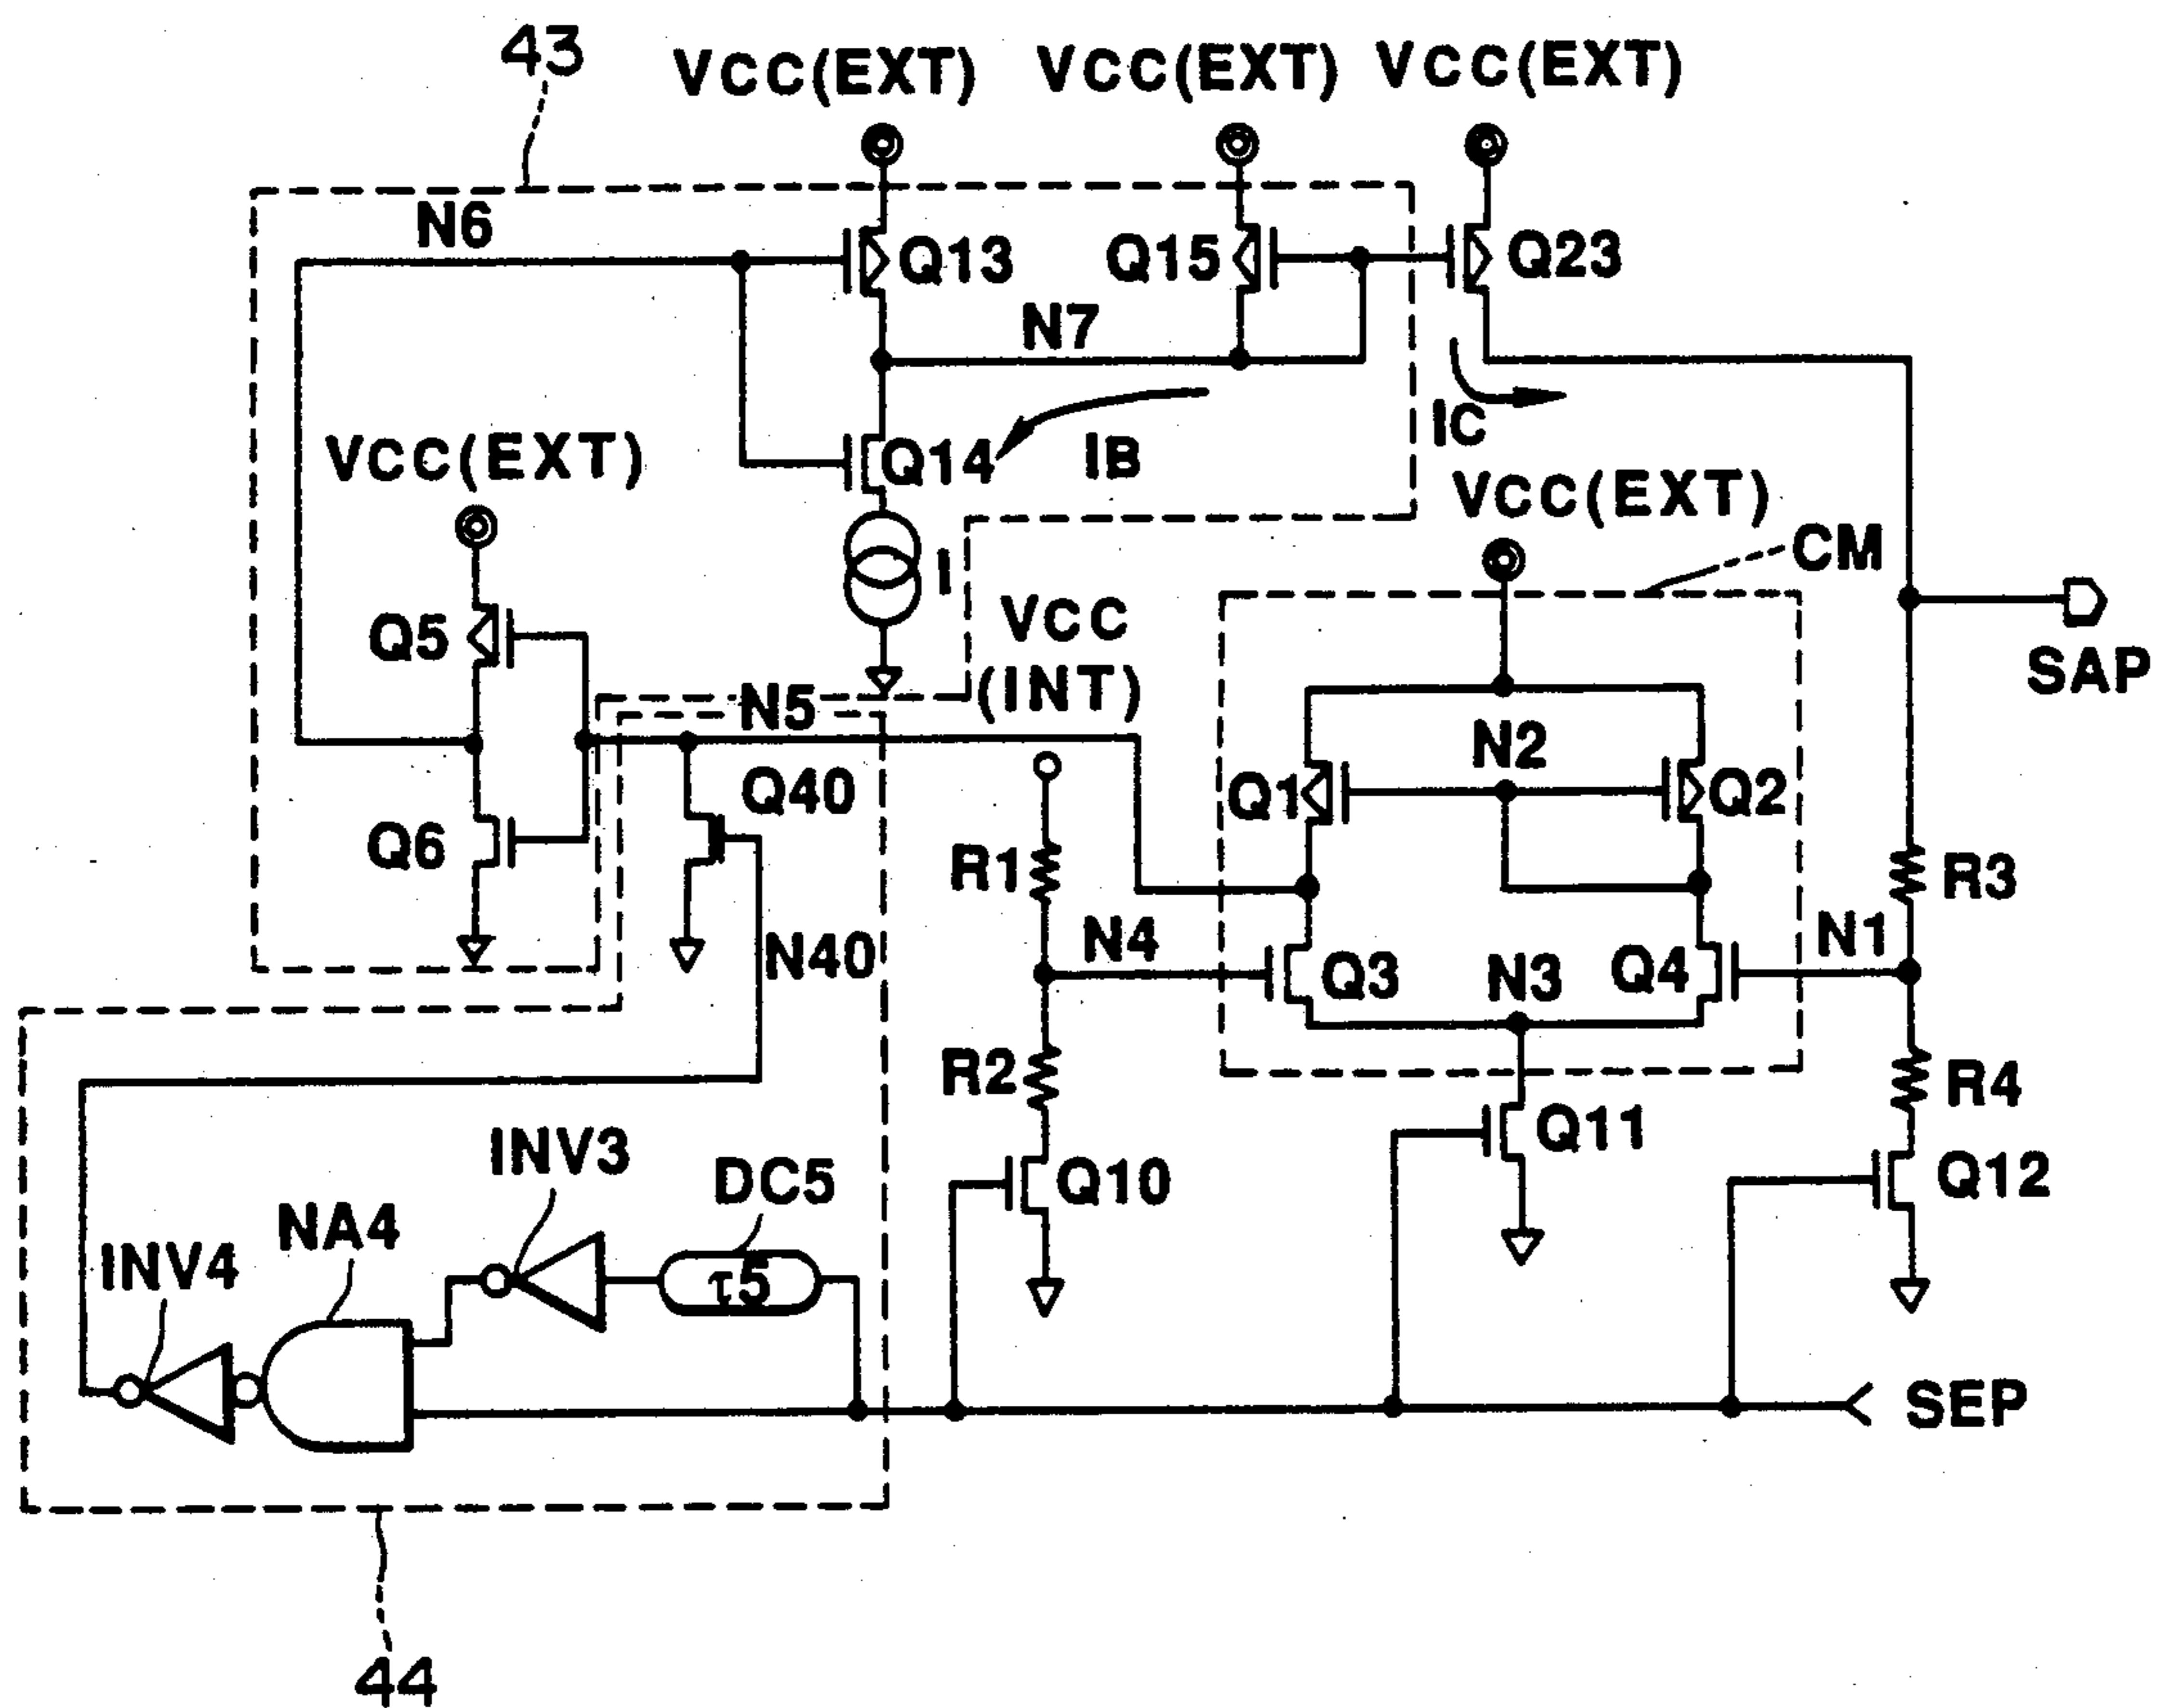 43
VCC(EXT)
VCC(EXT)
VCC(EXT)
N6
Q13
Q15
Q23
N7
IC
VCC(EXT)
Q14
IB
VCC(EXT)
CM
I
VCC
(INT)
SAP
Q5
N5
N2
Q40
Q1
Q2
Q6
R1
R3
N4
N1
N40
Q3
N3
Q4
R2
R4
Q11
INV3
DC5
Q10
Q12
NA4
INV4
τ5
SEP
44